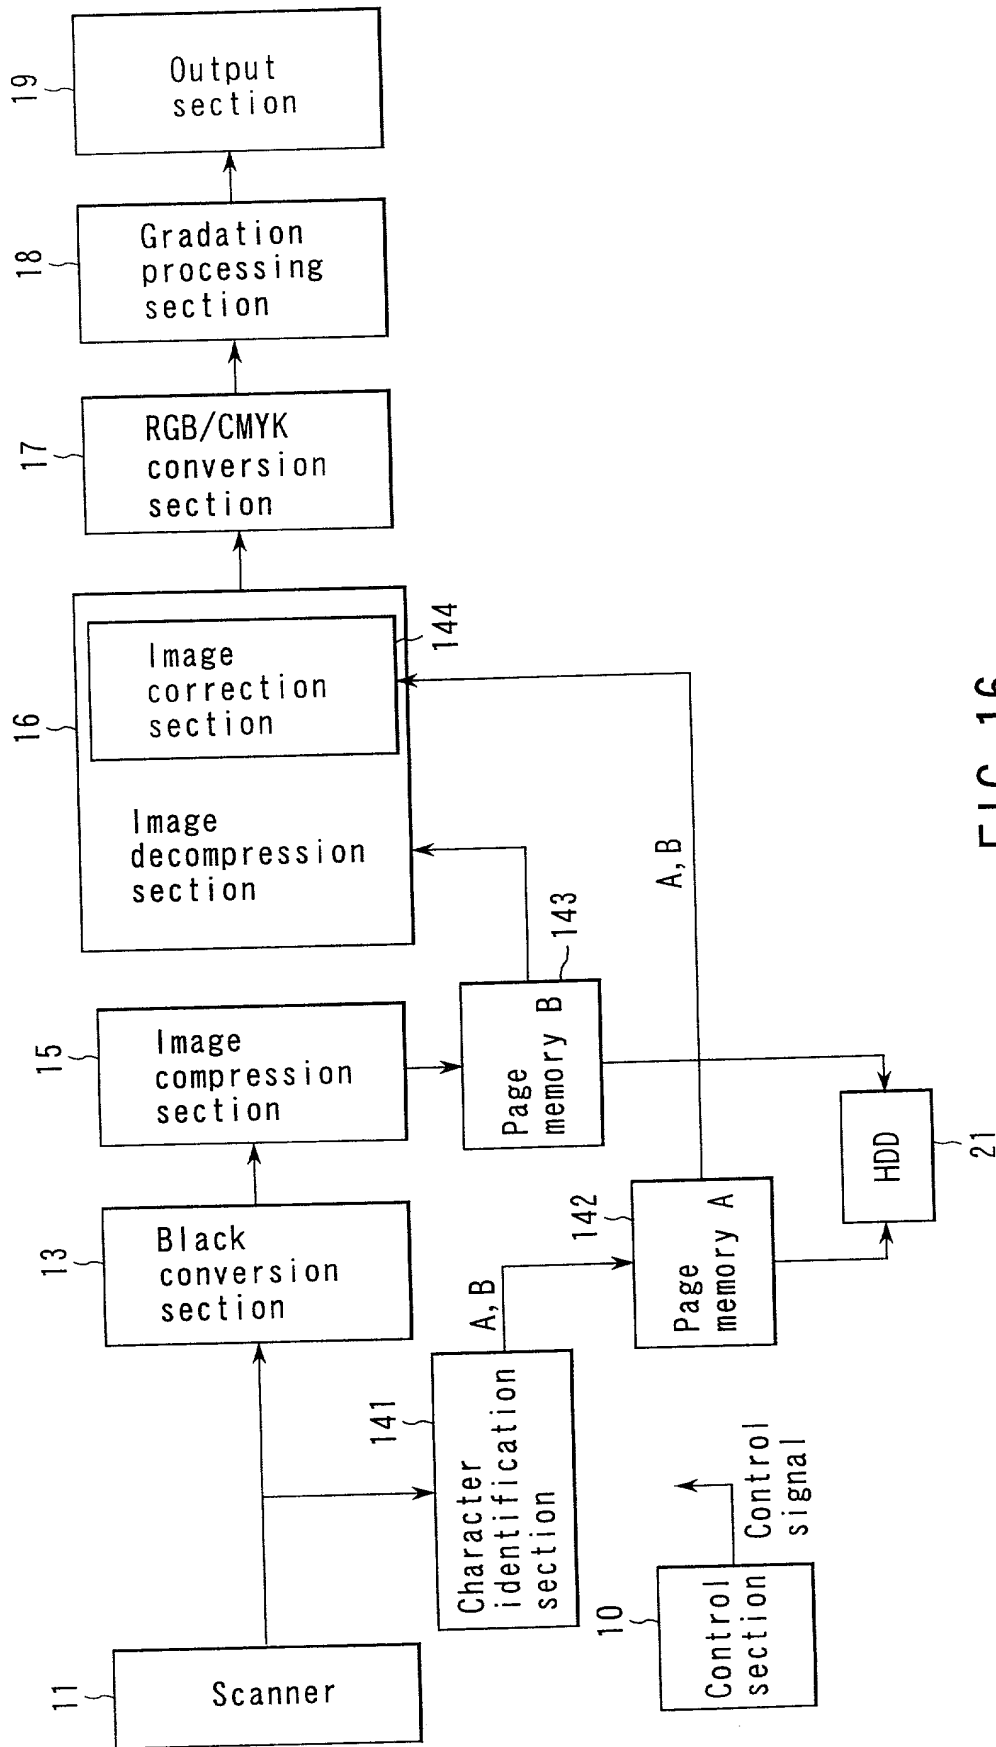 19
Output
section
18
Gradation
processing
section
17
RGB/CMYK
conversion
section
16
Image
correction
section
144
Image
decompression
section
A, B
15
Image
compression
section
Page
memory B
143
13
Black
conversion
section
142
Page
memory A
HDD
21
A, B
141
Character
identification
section
11
Scanner
10
Control
section
Control
signal
FIG. 16